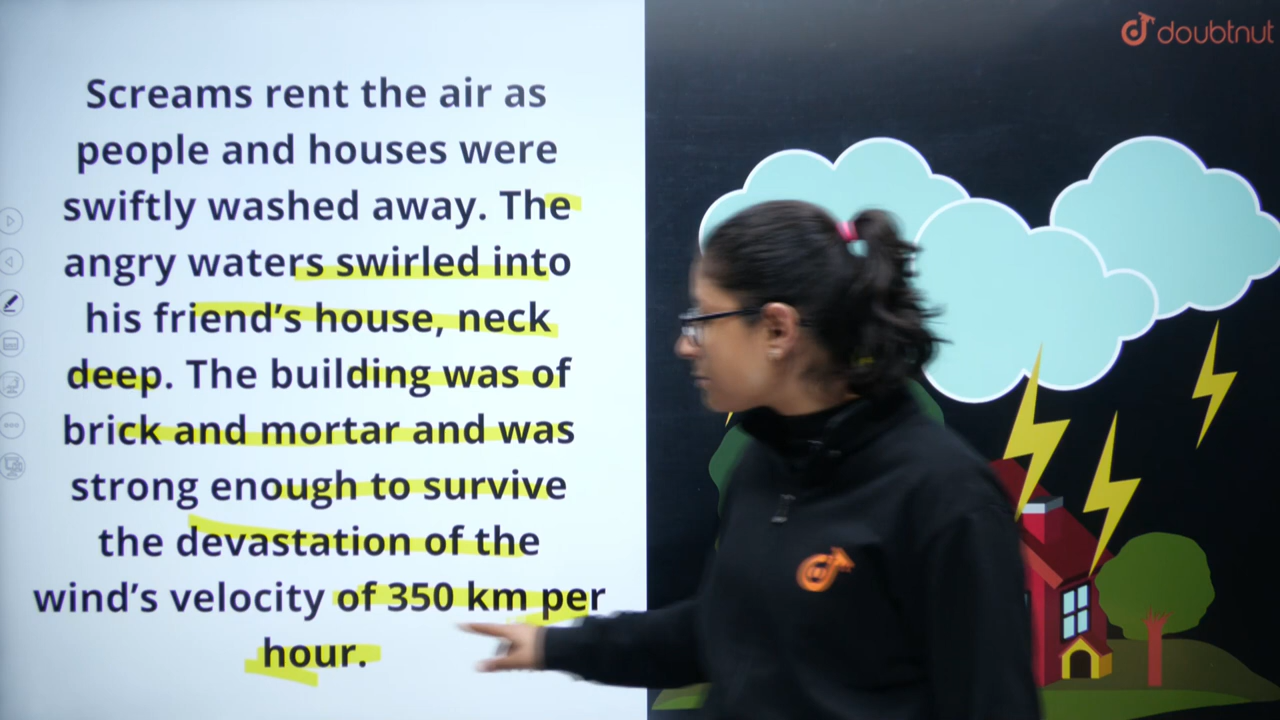 doubtnut
Screams rent the air as
people and houses were
swiftly washed away. The
angry waters swirled into
his friend's house, neck
deep. The building was of
brick and mortar and was
strong enough to survive
the devastation of the
wind's velocity of 350 km per
hour.